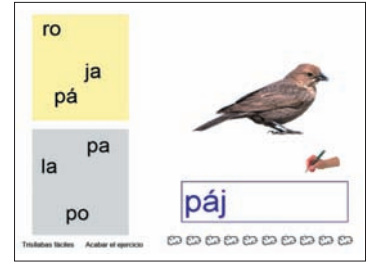 ro
ja
pá
pa
la
po
páj
Trisílabas fáciles Acabar el ejercicio